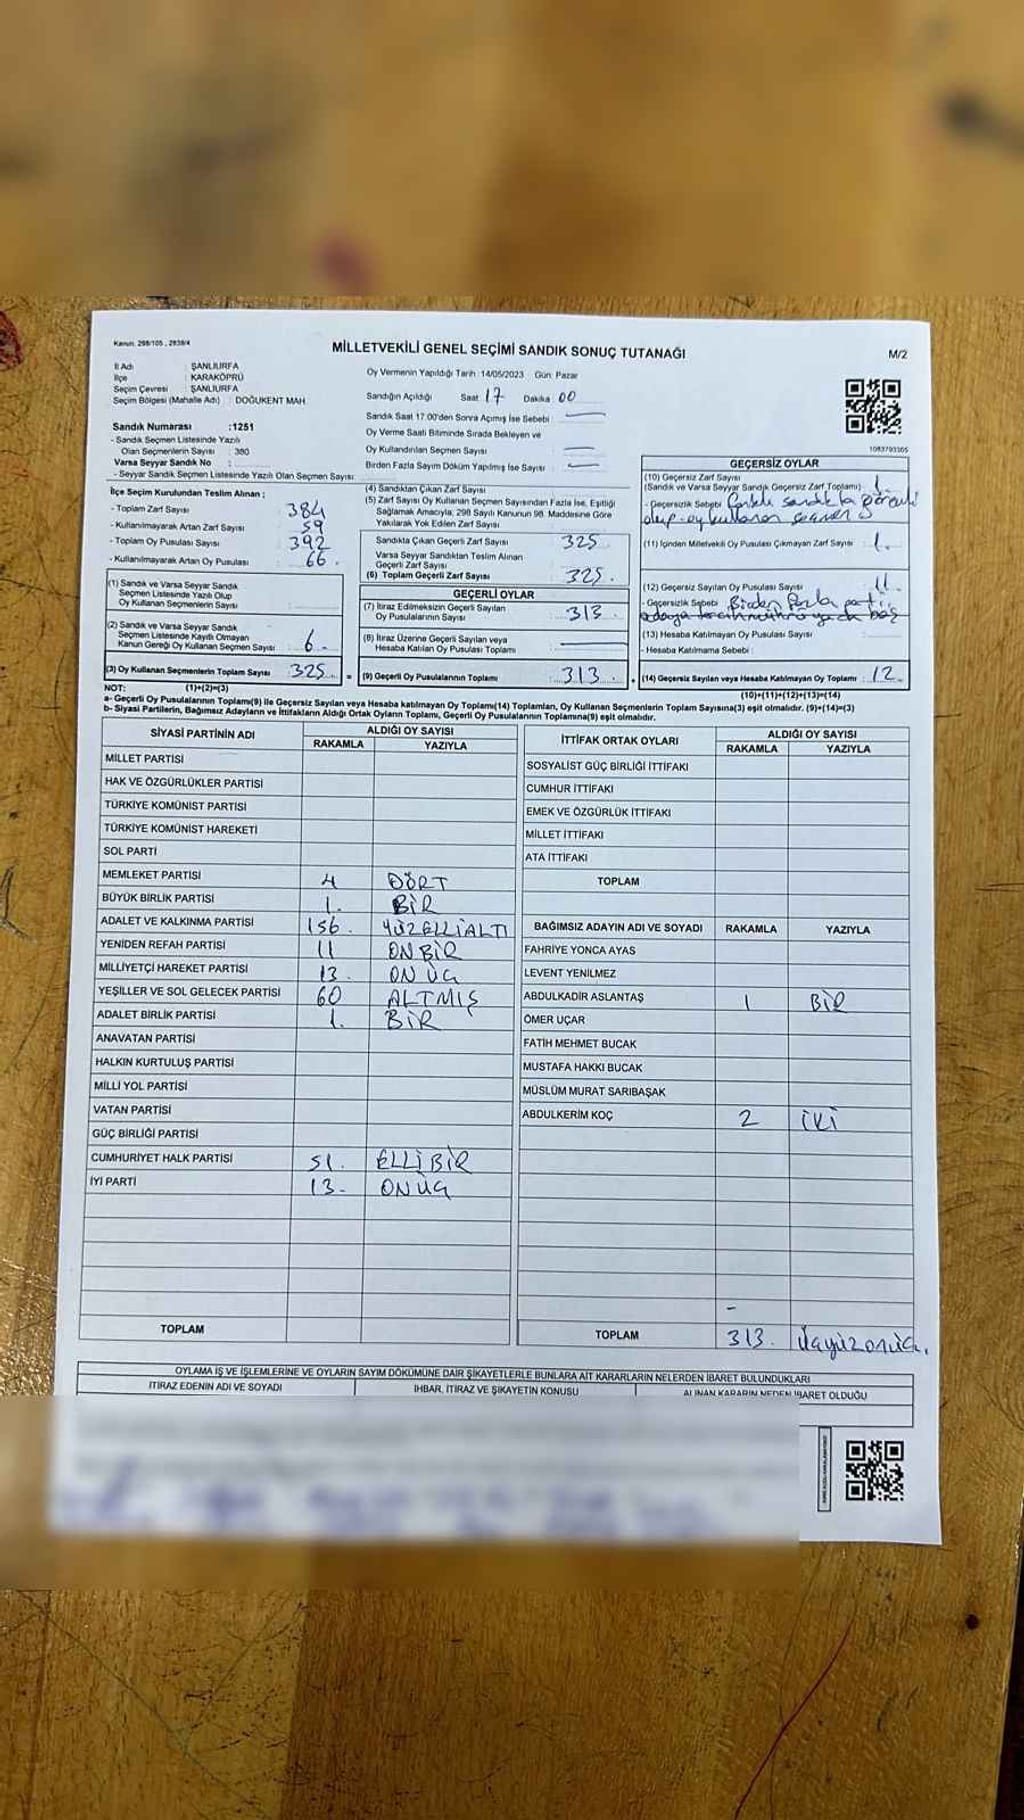 Kanun. 298/105 , 2839/4
MİLLETVEKİLİ GENEL SEÇİMİ SANDIK SONUÇ TUTANAĞI
M/2
İl Adı : ŞANLIURFA
İlçe : KARAKÖPRÜ
Seçim Çevresi : ŞANLIURFA
Seçim Bölgesi (Mahalle Adı) : DOĞUKENT MAH.
Oy Vermenin Yapıldığı Tarih :14/05/2023 Gün: Pazar
Sandığın Açıldığı Saat :17 Dakika :00
Sandık Saat 17:00'den Sonra Açılmış İse Sebebi :
Oy Verme Saati Bitiminde Sırada Bekleyen ve
Oy Kullandırılan Seçmen Sayısı
Birden Fazla Sayım Döküm Yapılmış İse Sayısı :
1083793305
Sandık Numarası :1251
- Sandık Seçmen Listesinde Yazılı
Olan Seçmenlerin Sayısı : 380
Varsa Seyyar Sandık No :
- Seyyar Sandık Seçmen Listesinde Yazılı Olan Seçmen Sayısı:
İlçe Seçim Kurulundan Teslim Alınan ;
- Toplam Zarf Sayısı : 384
- Kullanılmayarak Artan Zarf Sayısı : 59
- Toplam Oy Pusulası Sayısı : 392
- Kullanılmayarak Artan Oy Pusulası : 66.
(1) Sandık ve Varsa Seyyar Sandık
Seçmen Listesinde Yazılı Olup
Oy Kullanan Seçmenlerin Sayısı
(2) Sandık ve Varsa Seyyar Sandık
Seçmen Listesinde Kayıtlı Olmayan
Kanun Gereği Oy Kullanan Seçmen Sayısı : 6.
(3) Oy Kullanan Seçmenlerin Toplam Sayısı : 325. =
(4) Sandıktan Çıkan Zarf Sayısı
(5) Zarf Sayısı Oy Kullanan Seçmen Sayısından Fazla İse, Eşitliği
Sağlamak Amacıyla, 298 Sayılı Kanunun 98. Maddesine Göre
Yakılarak Yok Edilen Zarf Sayısı
Sandıkta Çıkan Geçerli Zarf Sayısı 325
Varsa Seyyar Sandıktan Teslim Alınan
Geçerli Zarf Sayısı
(6) Toplam Geçerli Zarf Sayısı 325.
GEÇERLİ OYLAR
(7) İtiraz Edilmeksizin Geçerli Sayılan
Oy Pusulalarının Sayısı : 313
(8) İtiraz Üzerine Geçerli Sayılan veya
Hesaba Katılan Oy Pusulası Toplamı
(9) Geçerli Oy Pusulalarının Toplamı : 313. +
GEÇERSİZ OYLAR
(10) Geçersiz Zarf Sayısı
(Sandık ve Varsa Seyyar Sandık Geçersiz Zarf Toplamı) : 1.
- Geçersizlik Sebebi : Farklı sandıkta görevli
olup oy kullanan seçmen
(11) İçinden Milletvekili Oy Pusulası Çıkmayan Zarf Sayısı : 1.
(12) Geçersiz Sayılan Oy Pusulası Sayısı : 11
- Geçersizlik Sebebi : Birden fazla parti
adaya ya da boş
(13) Hesaba Katılmayan Oy Pusulası Sayısı :
- Hesaba Katılmama Sebebi :
(14) Geçersiz Sayılan veya Hesaba Katılmayan Oy Toplamı : 12.
NOT: (1)+(2)=(3)
(10)+(11)+(12)+(13)=(14)
a- Geçerli Oy Pusulalarının Toplamı(9) ile Geçersiz Sayılan veya Hesaba katılmayan Oy Toplamı(14) Toplamları, Oy Kullanan Seçmenlerin Toplam Sayısına(3) eşit olmalıdır. (9)+(14)=(3)
b- Siyasi Partilerin, Bağımsız Adayların ve İttifakların Aldığı Ortak Oyların Toplamı, Geçerli Oy Pusulalarının Toplamına(9) eşit olmalıdır.
SİYASİ PARTİNİN ADI
ALDIĞI OY SAYISI
RAKAMLA YAZIYLA
MİLLET PARTİSİ
HAK VE ÖZGÜRLÜKLER PARTİSİ
TÜRKİYE KOMÜNİST PARTİSİ
TÜRKİYE KOMÜNİST HAREKETİ
SOL PARTİ
MEMLEKET PARTİSİ 4 DÖRT
BÜYÜK BİRLİK PARTİSİ 1. BİR
ADALET VE KALKINMA PARTİSİ 156. YÜZELLİALTI
YENİDEN REFAH PARTİSİ 11 ONBİR
MİLLİYETÇİ HAREKET PARTİSİ 13. ONÜÇ
YEŞİLLER VE SOL GELECEK PARTİSİ 60 ALTMIŞ
ADALET BİRLİK PARTİSİ 1. BİR
ANAVATAN PARTİSİ
HALKIN KURTULUŞ PARTİSİ
MİLLİ YOL PARTİSİ
VATAN PARTİSİ
GÜÇ BİRLİĞİ PARTİSİ
CUMHURİYET HALK PARTİSİ 51. ELLİBİR
İYİ PARTİ 13- ONÜÇ
TOPLAM
İTTİFAK ORTAK OYLARI
ALDIĞI OY SAYISI
RAKAMLA YAZIYLA
SOSYALİST GÜÇ BİRLİĞİ İTTİFAKI
CUMHUR İTTİFAKI
EMEK VE ÖZGÜRLÜK İTTİFAKI
MİLLET İTTİFAKI
ATA İTTİFAKI
TOPLAM
BAĞIMSIZ ADAYIN ADI VE SOYADI RAKAMLA YAZIYLA
FAHRİYE YONCA AYAS
LEVENT YENİLMEZ
ABDULKADİR ASLANTAŞ 1 BİR
ÖMER UÇAR
FATİH MEHMET BUCAK
MUSTAFA HAKKI BUCAK
MÜSLÜM MURAT SARIBAŞAK
ABDULKERİM KOÇ 2 İKİ
TOPLAM 313. Üçyüzonüç.
OYLAMA İŞ VE İŞLEMLERİNE VE OYLARIN SAYIM DÖKÜMÜNE DAİR ŞİKAYETLERLE BUNLARA AİT KARARLARIN NELERDEN İBARET BULUNDUKLARI
İTİRAZ EDENİN ADI VE SOYADI
İHBAR, İTİRAZ VE ŞİKAYETİN KONUSU
ALINAN KARARIN NEDEN İBARET OLDUĞU